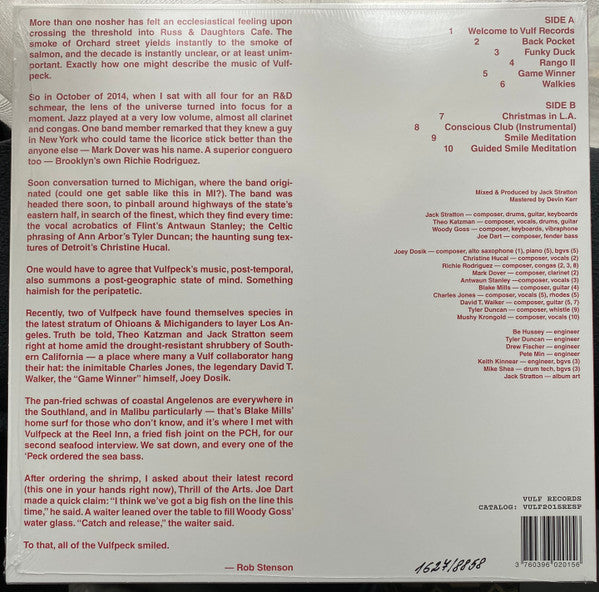 More than one nosher has felt an ecclesiastical feeling upon
crossing the threshold into Russ & Daughters Cafe. The
smoke of Orchard street yields instantly to the smoke of
salmon, and the decade is instantly unclear, or at least unim-
portant. Exactly how one might describe the music of Vulf-
peck.
So in October of 2014, when I sat with all four for an R&D
schmear, the lens of the universe turned into focus for a
moment. Jazz played at a very low volume, almost all clarinet
and congas. One band member remarked that they knew a guy
in New York who could tame the licorice stick better than the
anyone else — Mark Dover was his name. A superior conguero
too — Brooklyn's own Richie Rodriguez.
Soon conversation turned to Michigan, where the band origi-
nated (could one get sable like this in MI?). The band was
headed there soon, to pinball around highways of the state's
eastern half, in search of the finest, which they find every time:
the vocal acrobatics of Flint's Antwaun Stanley; the Celtic
phrasing of Ann Arbor's Tyler Duncan; the haunting sung tex-
tures of Detroit's Christine Hucal.
One would have to agree that Vulfpeck's music, post-temporal,
also summons a post-geographic state of mind. Something
haimish for the peripatetic.
Recently, two of Vulfpeck have found themselves species in
the latest stratum of Ohioans & Michiganders to layer Los An-
geles. Truth be told, Theo Katzman and Jack Stratton seem
right at home amid the drought-resistant shrubbery of South-
ern California — a place where many a Vulf collaborator hang
their hat: the inimitable Charles Jones, the legendary David T.
Walker, the “Game Winner” himself, Joey Dosik.
The pan-fried schwas of coastal Angelenos are everywhere in
the Southland, and in Malibu particularly — that's Blake Mills'
home surf for those who don't know, and it's where I met with
Vulfpeck at the Reel Inn, a fried fish joint on the PCH, for our
second seafood interview. We sat down, and every one of the
'Peck ordered the sea bass.
After ordering the shrimp, I asked about their latest record
(this one in your hands right now), Thrill of the Arts. Joe Dart
made a quick claim: “I think we've got a big fish on the line this
time,” he said. A waiter leaned over the table to fill Woody Goss'
water glass. “Catch and release,” the waiter said.
To that, all of the Vulfpeck smiled.
— Rob Stenson
SIDE A
1 Welcome to Vulf Records
2 Back Pocket
3 Funky Duck
4 Rango II
5 Game Winner
6 Walkies
SIDE B
7 Christmas in L.A.
8 Conscious Club (Instrumental)
9 Smile Meditation
10 Guided Smile Meditation
Mixed & Produced by Jack Stratton
Mastered by Devin Kerr
Jack Stratton — composer, drums, guitar, keyboards
Theo Katzman — composer, vocals, drums, guitar
Woody Goss — composer, keyboards, vibraphone
Joe Dart — composer, fender bass
Joey Dosik — composer, alto saxophone (1), piano (5), bgvs (5)
Christine Hucal — composer, vocals (2)
Richie Rodriguez — composer, congas (2, 3, 8)
Mark Dover — composer, clarinet (2)
Antwaun Stanley — composer, vocals (3)
Blake Mills — composer, guitar (4)
Charles Jones — composer, vocals (5), rhodes (5)
David T. Walker — composer, guitar (5, 7)
Tyler Duncan — composer, whistle (9)
Mushy Krongold — composer, vocals (10)
Be Hussey — engineer
Tyler Duncan — engineer
Drew Fischer — engineer
Pete Min — engineer
Keith Kinnear — engineer, bgvs (3)
Mike Shea — drum tech, bgvs (3)
Jack Stratton — album art
VULF RECORDS
CATALOG: VULF2015RESP
1627/8858
3 760396 020156